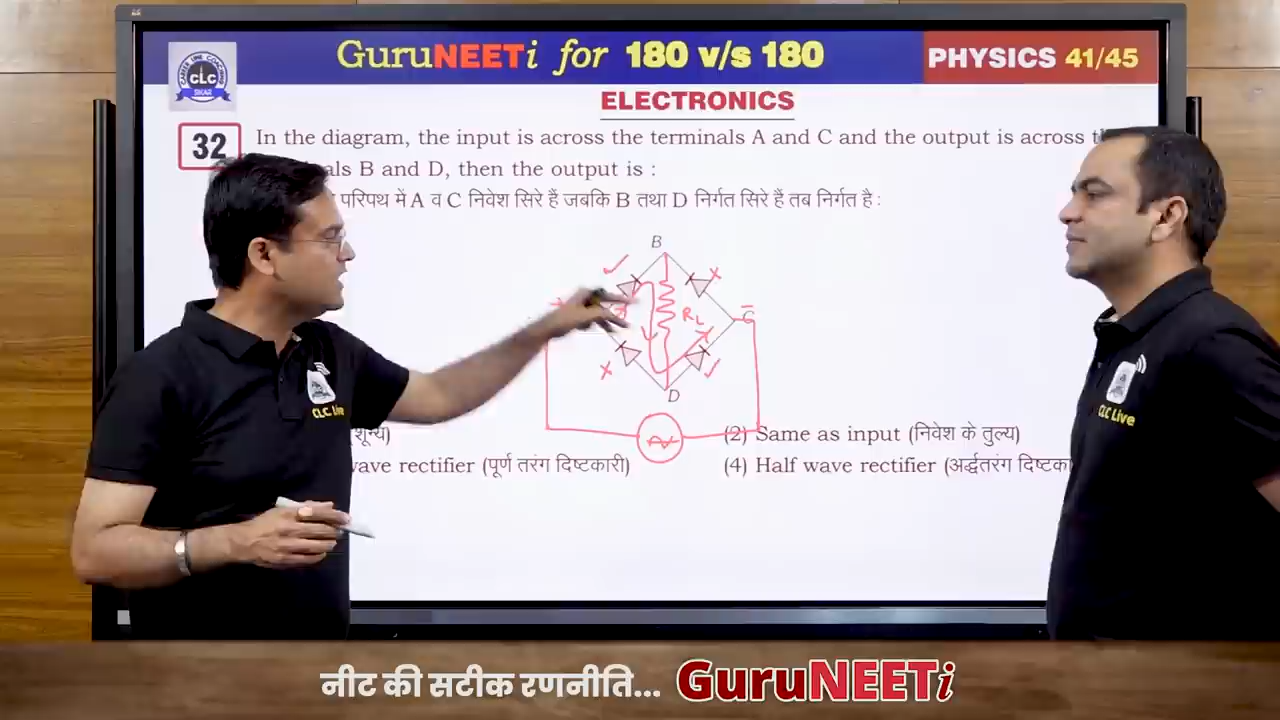 GuruNEETi for 180 v/s 180
PHYSICS 41/45
CLC
SIKAR
ELECTRONICS
32
In the diagram, the input is across the terminals A and C and the output is across
als B and D, then the output is :
परिपथ में A व C निवेश सिरे हैं जबकि B तथा D निर्गत सिरे हैं तब निर्गत है :
B
R L
C
D
शून्य)
(2) Same as input (निवेश के तुल्य)
wave rectifier (पूर्ण तरंग दिष्टकारी)
(4) Half wave rectifier (अर्द्धतरंग दिष्टका
CLC Live
CLC Live
नीट की सटीक रणनीति... GuruNEETi